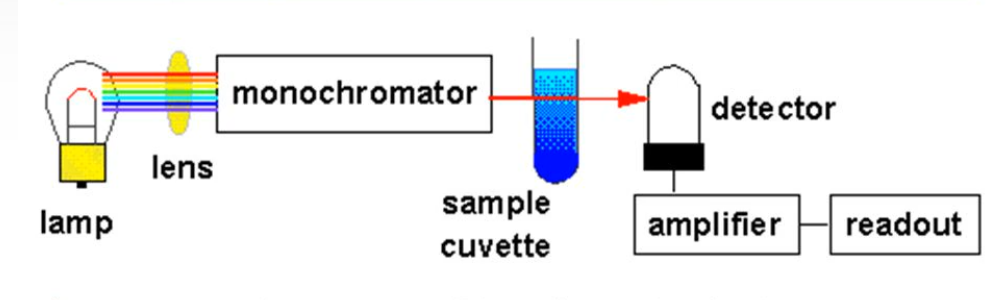 lamp
lens
monochromator
sample
cuvette
detector
amplifier
readout